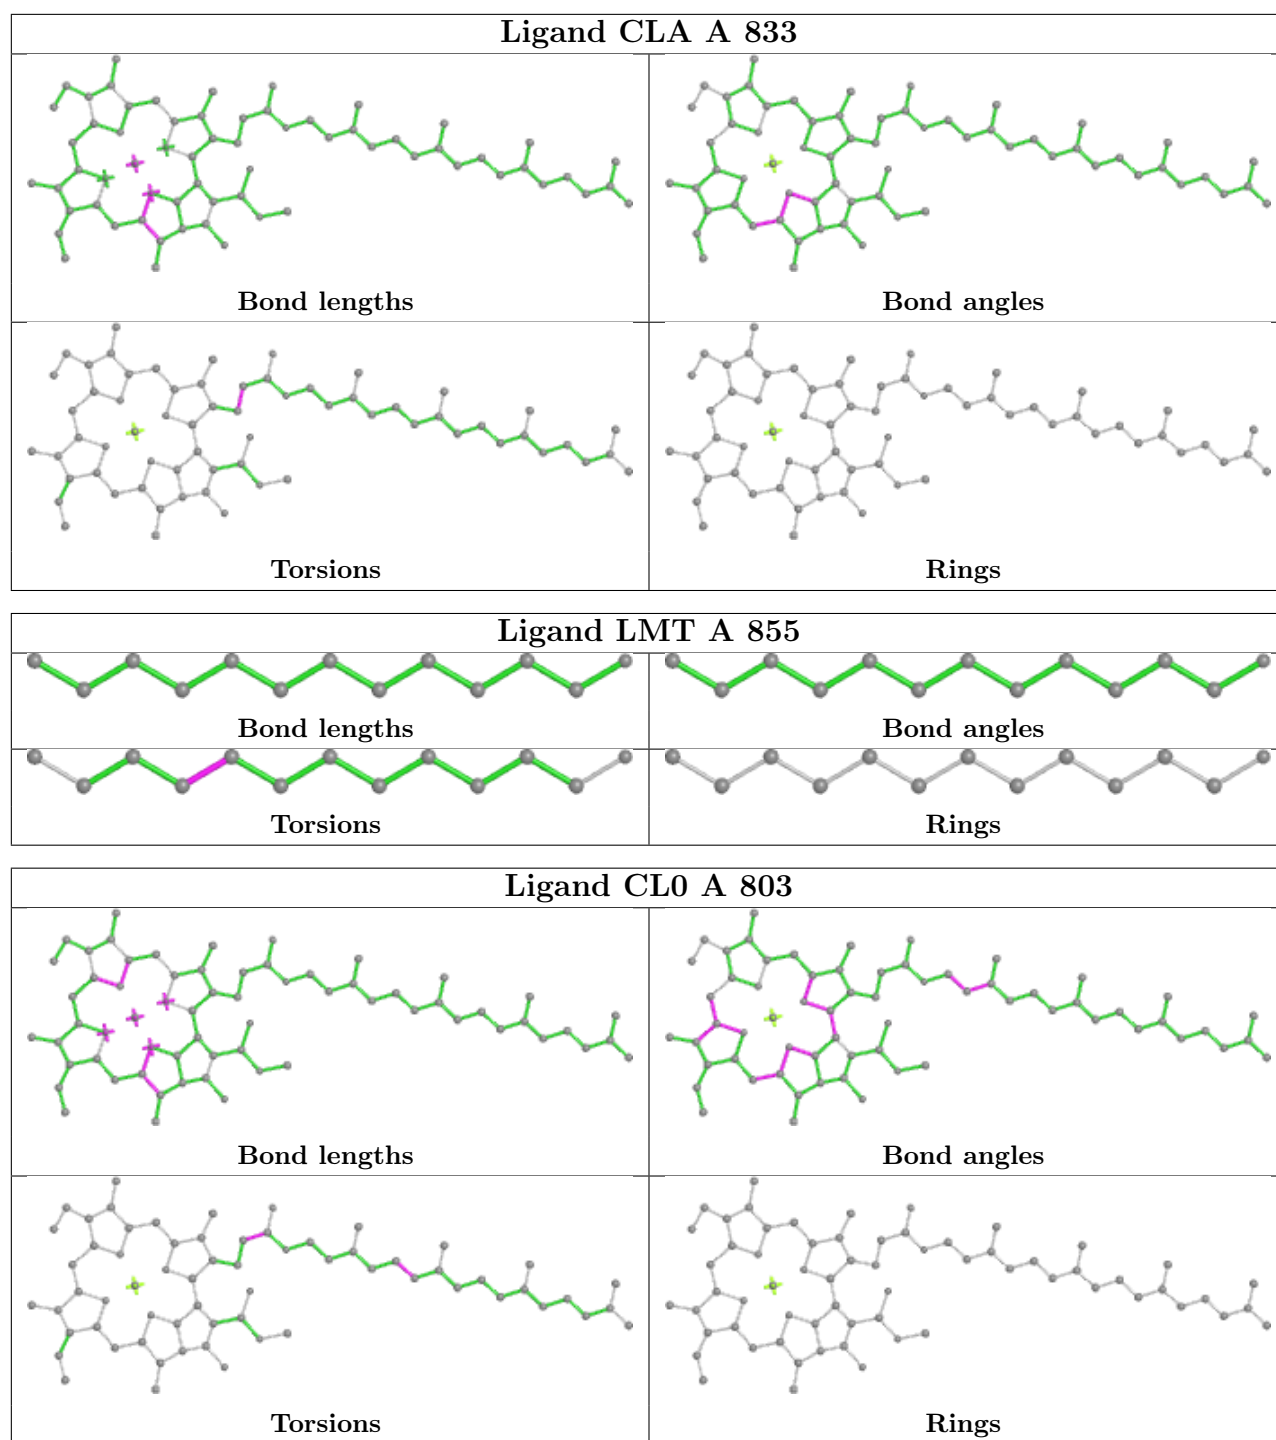 Ligand CLA A 833
Bond lengths
Bond angles
Torsions
Rings
Ligand LMT A 855
Bond lengths
Bond angles
Torsions
Rings
Ligand CL0 A 803
Bond lengths
Bond angles
Torsions
Rings